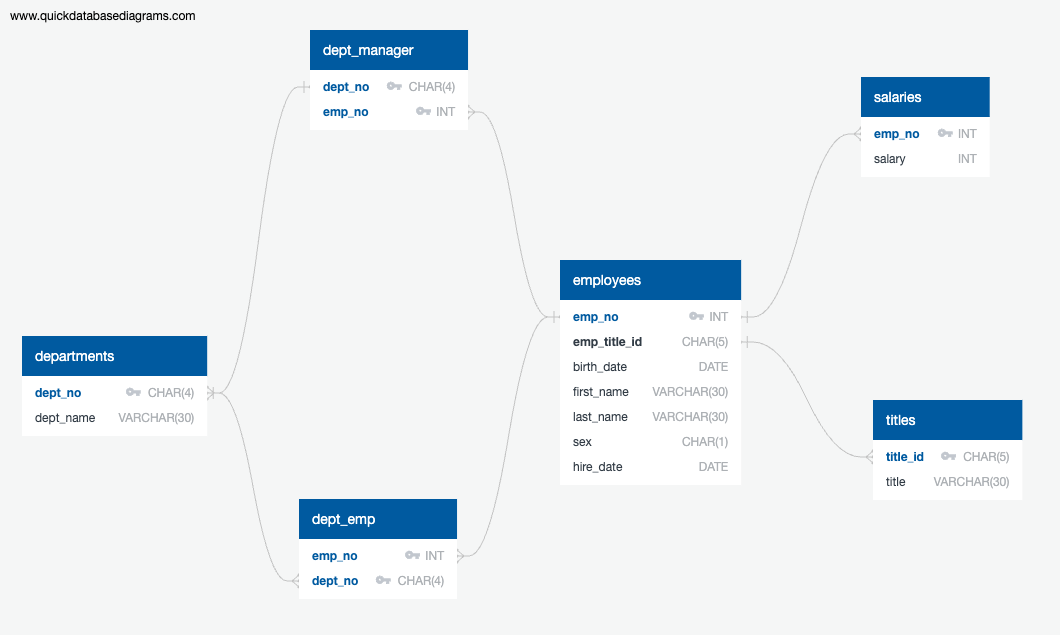 www.quickdatabasediagrams.com
dept_manager
dept_no CHAR(4)
emp_no INT
salaries
emp_no INT
salary INT
employees
emp_no INT
emp_title_id CHAR(5)
birth_date DATE
first_name VARCHAR(30)
last_name VARCHAR(30)
sex CHAR(1)
hire_date DATE
departments
dept_no CHAR(4)
dept_name VARCHAR(30)
titles
title_id CHAR(5)
title VARCHAR(30)
dept_emp
emp_no INT
dept_no CHAR(4)